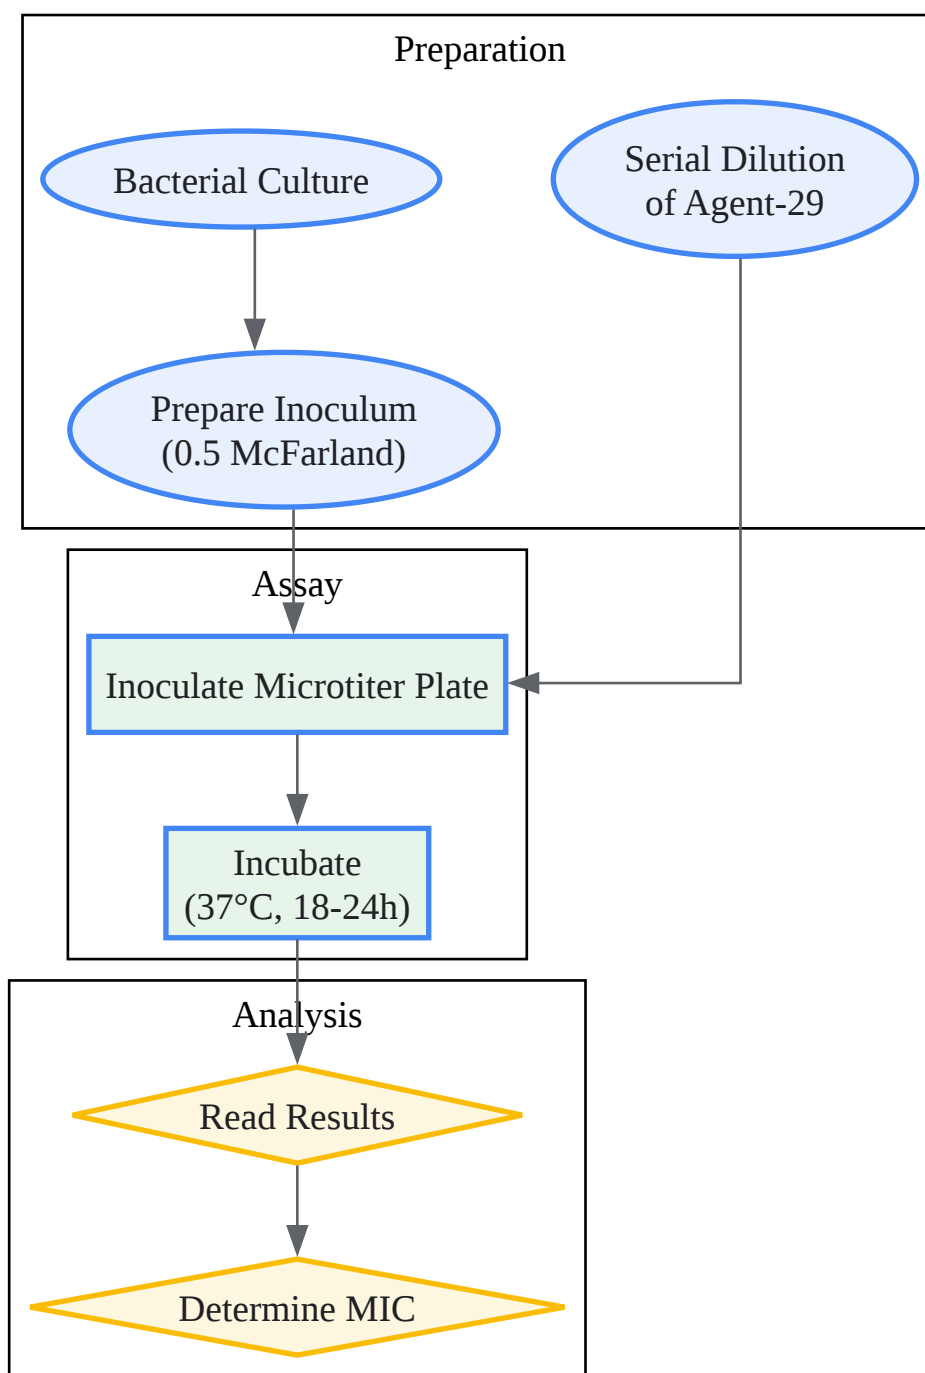 Preparation
Bacterial Culture
Serial Dilution
of Agent-29
Prepare Inoculum
(0.5 McFarland)
Assay
Inoculate Microtiter Plate
Incubate
(37°C, 18-24h)
Analysis
Read Results
Determine MIC